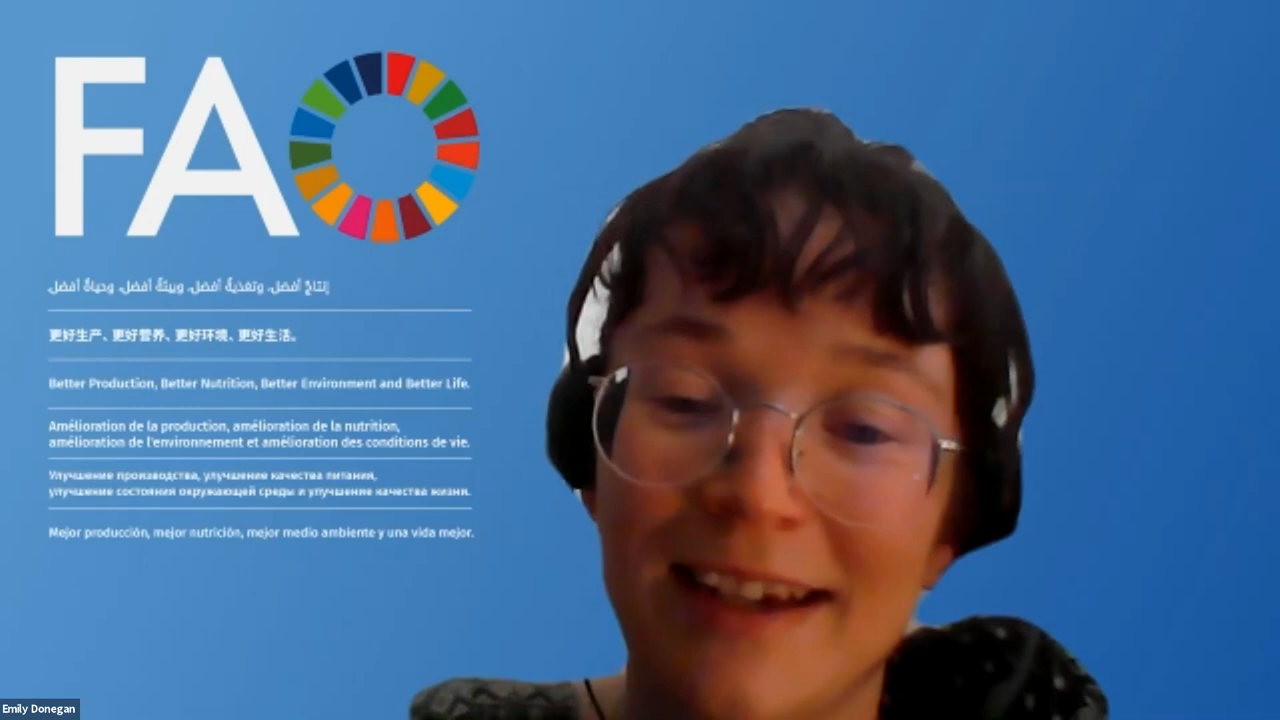 FAO
إنتاجٌ أفضل، وتغذيةٌ أفضل، وبيئةٌ أفضل، وحياةٌ أفضل.
更好生产、更好营养、更好环境、更好生活。
Better Production, Better Nutrition, Better Environment and Better Life.
Amélioration de la production, amélioration de la nutrition,
amélioration de l'environnement et amélioration des conditions de vie.
Улучшение производства, улучшение качества питания,
улучшение состояния окружающей среды и улучшение качества жизни.
Mejor producción, mejor nutrición, mejor medio ambiente y una vida mejor.
Emily Donegan